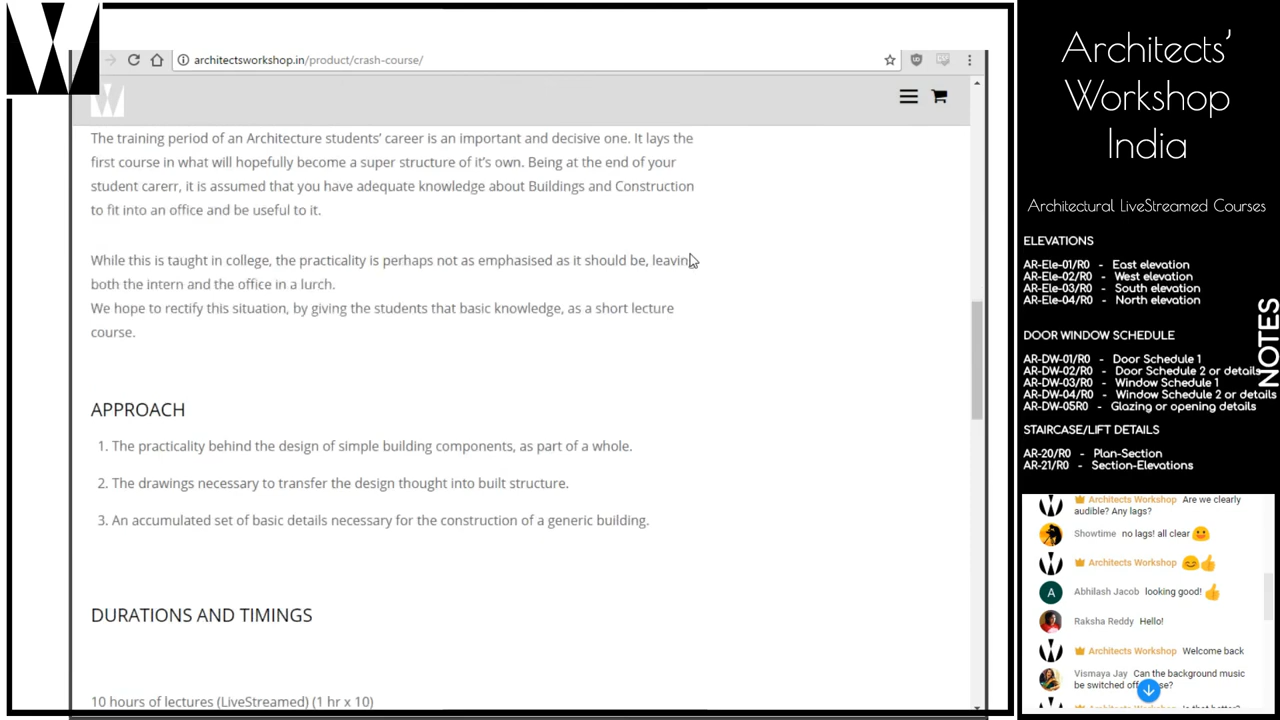 architectsworkshop.in/product/crash-course/
The training period of an Architecture students’ career is an important and decisive one. It lays the
first course in what will hopefully become a super structure of it’s own. Being at the end of your
student carerr, it is assumed that you have adequate knowledge about Buildings and Construction
to fit into an office and be useful to it.
While this is taught in college, the practicality is perhaps not as emphasised as it should be, leaving
both the intern and the office in a lurch.
We hope to rectify this situation, by giving the students that basic knowledge, as a short lecture
course.
APPROACH
1. The practicality behind the design of simple building components, as part of a whole.
2. The drawings necessary to transfer the design thought into built structure.
3. An accumulated set of basic details necessary for the construction of a generic building.
DURATIONS AND TIMINGS
10 hours of lectures (LiveStreamed) (1 hr x 10)
Architects’
Workshop
India
Architectural LiveStreamed Courses
ELEVATIONS
AR-Ele-01/R0 - East elevation
AR-Ele-02/R0 - West elevation
AR-Ele-03/R0 - South elevation
AR-Ele-04/R0 - North elevation
DOOR WINDOW SCHEDULE
AR-DW-01/R0 - Door Schedule 1
AR-DW-02/R0 - Door Schedule 2 or details
AR-DW-03/R0 - Window Schedule 1
AR-DW-04/R0 - Window Schedule 2 or details
AR-DW-05R0 - Glazing or opening details
STAIRCASE/LIFT DETAILS
AR-20/R0 - Plan-Section
AR-21/R0 - Section-Elevations
NOTES
Architects Workshop Are we clearly
audible? Any lags?
Showtime no lags! all clear
Architects Workshop
A Abhilash Jacob looking good!
Raksha Reddy Hello!
Architects Workshop Welcome back
Vismaya Jay Can the background music
be switched off
Architects Workshop Is that better?